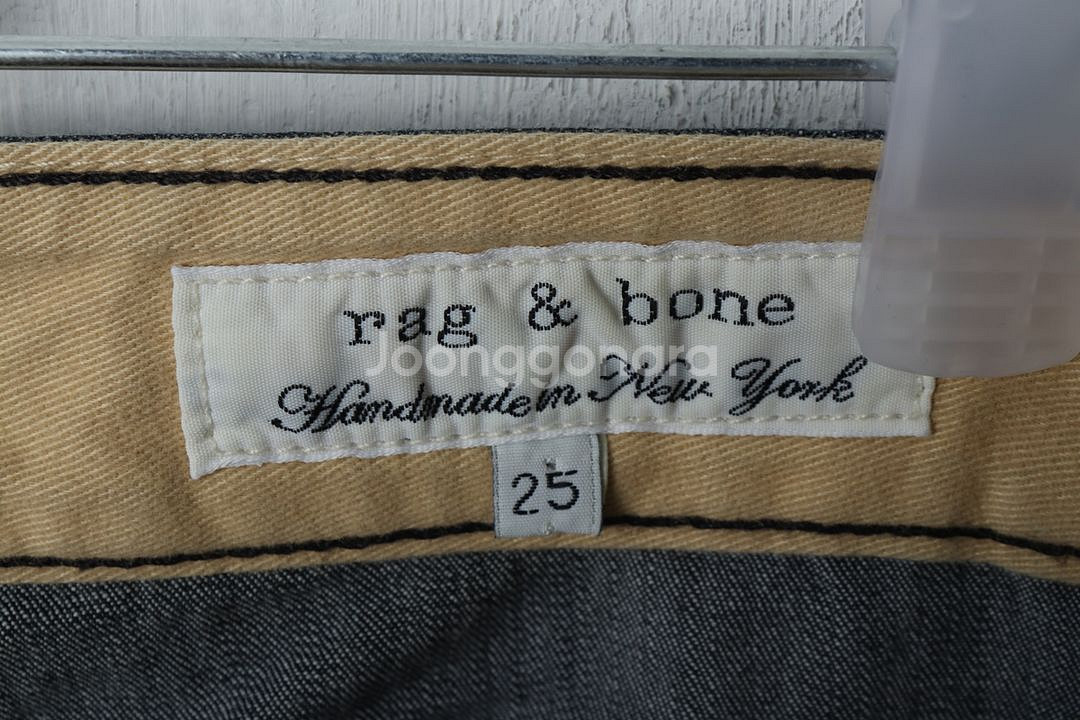 rag & bone
Joonggonara
Handmade in New York
25